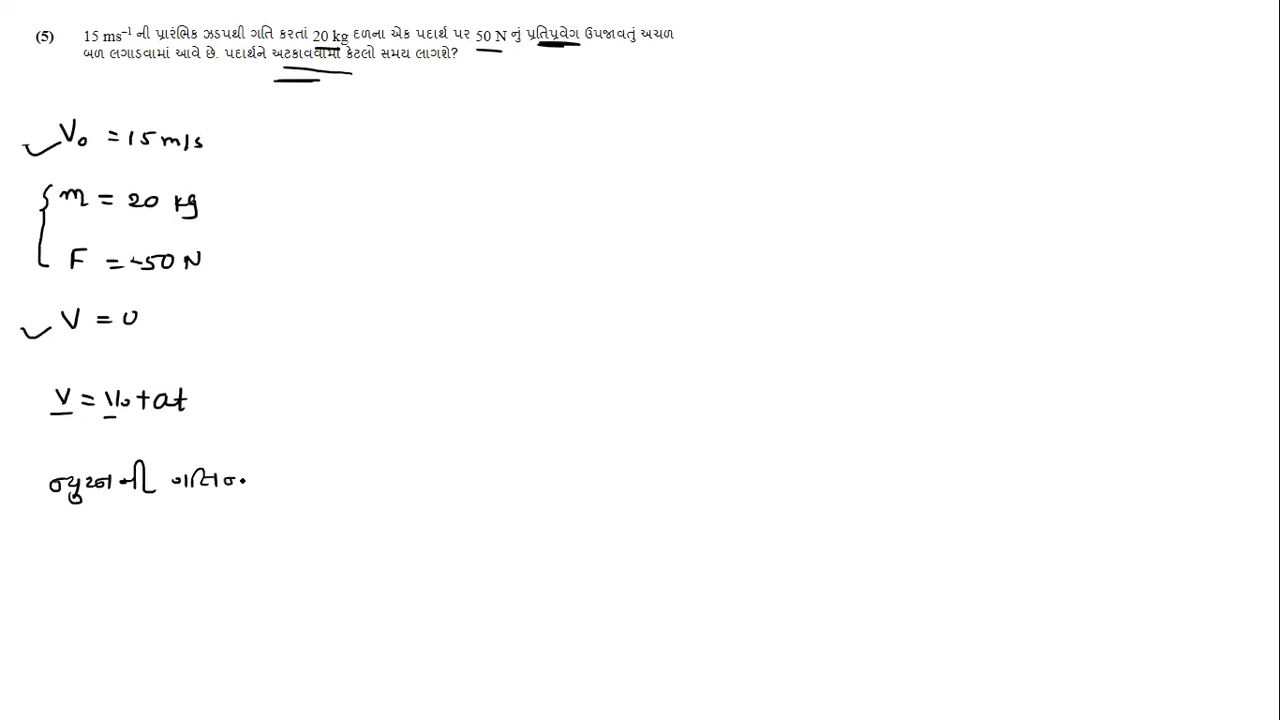 (5) 15 ms⁻¹ ની પ્રારંભિક ઝડપથી ગતિ કરતાં 20 kg દળના એક પદાર્થ પર 50 N નું પ્રતિપ્રવેગ ઉપજાવતું અચળ
બળ લગાડવામાં આવે છે. પદાર્થને અટકાવવામાં કેટલો સમય લાગશે?
V₀ = 15 m/s
m = 20 kg
F = -50 N
V = 0
V = V₀ + at
ન્યુટનની ગતિના